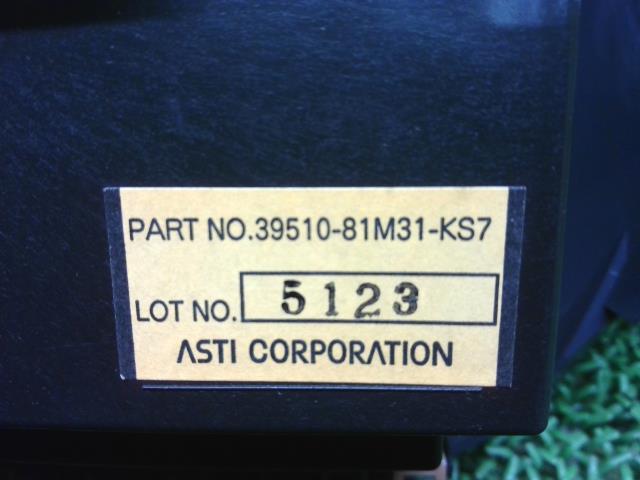 PART NO.39510-81M31-KS7
LOT NO. 5123
ASTI CORPORATION